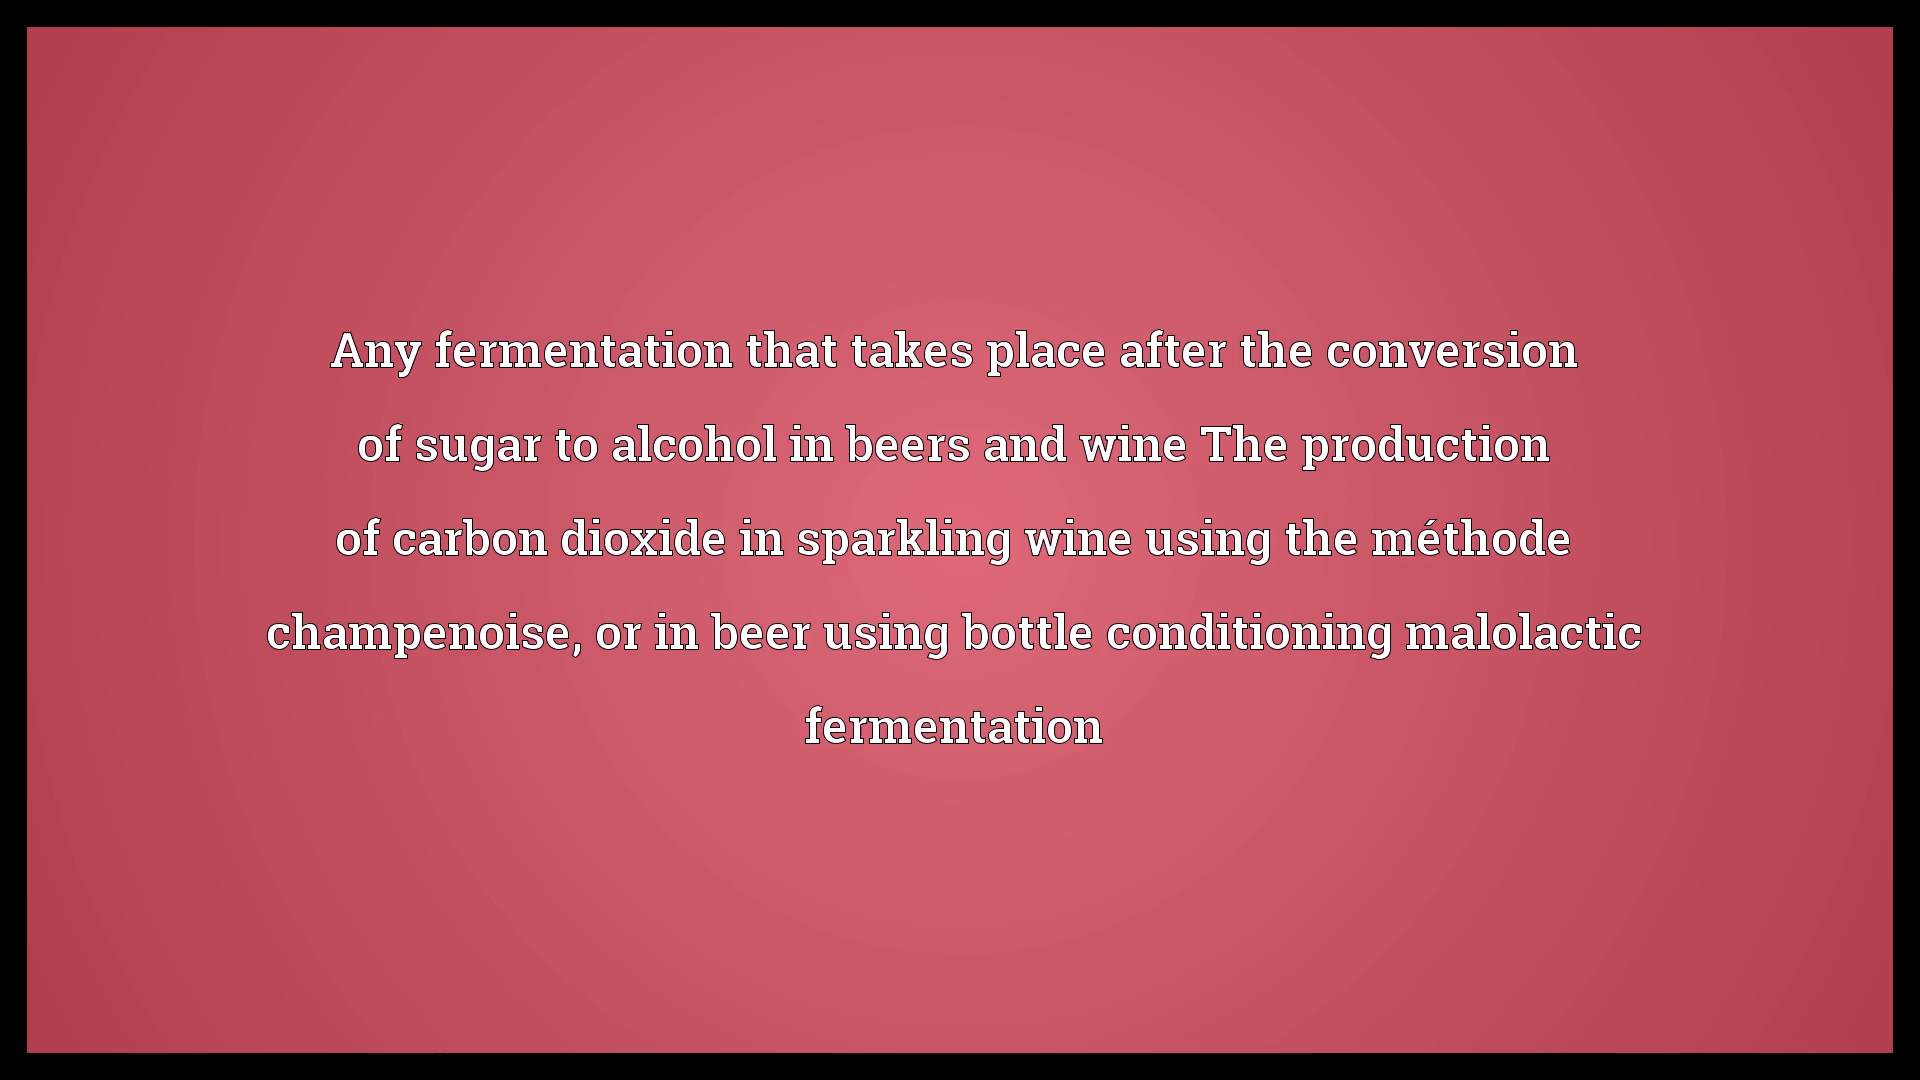 Any fermentation that takes place after the conversion
of sugar to alcohol in beers and wine The production
of carbon dioxide in sparkling wine using the méthode
champenoise, or in beer using bottle conditioning malolactic
fermentation